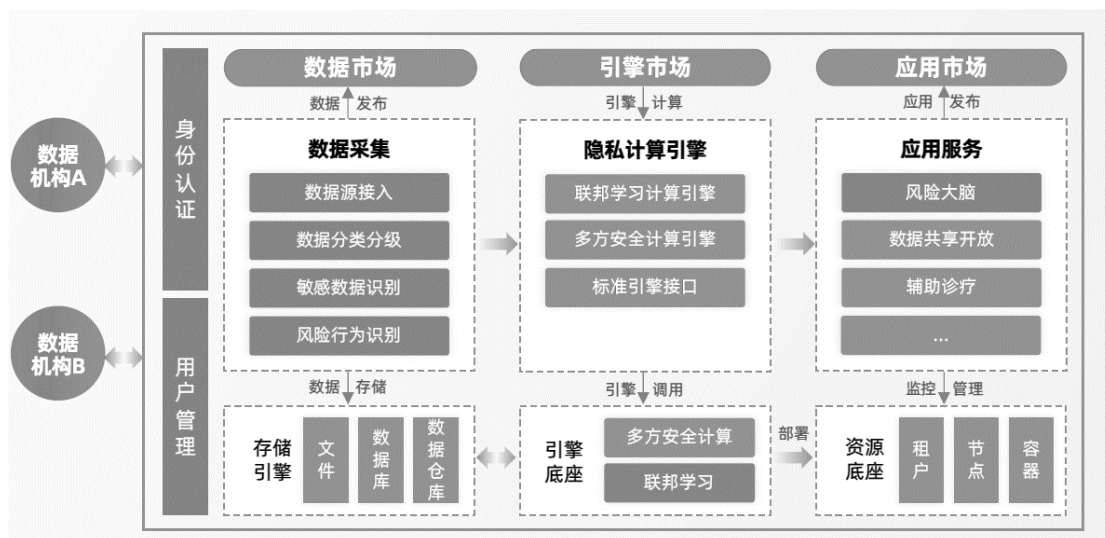 数据市场
引擎市场
应用市场
数据 发布
引擎 计算
应用 发布
数据
机构A
数据
机构B
身份认证
用户管理
数据采集
数据源接入
数据分类分级
敏感数据识别
风险行为识别
隐私计算引擎
联邦学习计算引擎
多方安全计算引擎
标准引擎接口
应用服务
风险大脑
数据共享开放
辅助诊疗
...
数据 存储
引擎 调用
监控 管理
存储
引擎
文件
数据库
数据仓库
引擎
底座
多方安全计算
联邦学习
部署
资源
底座
租户
节点
容器